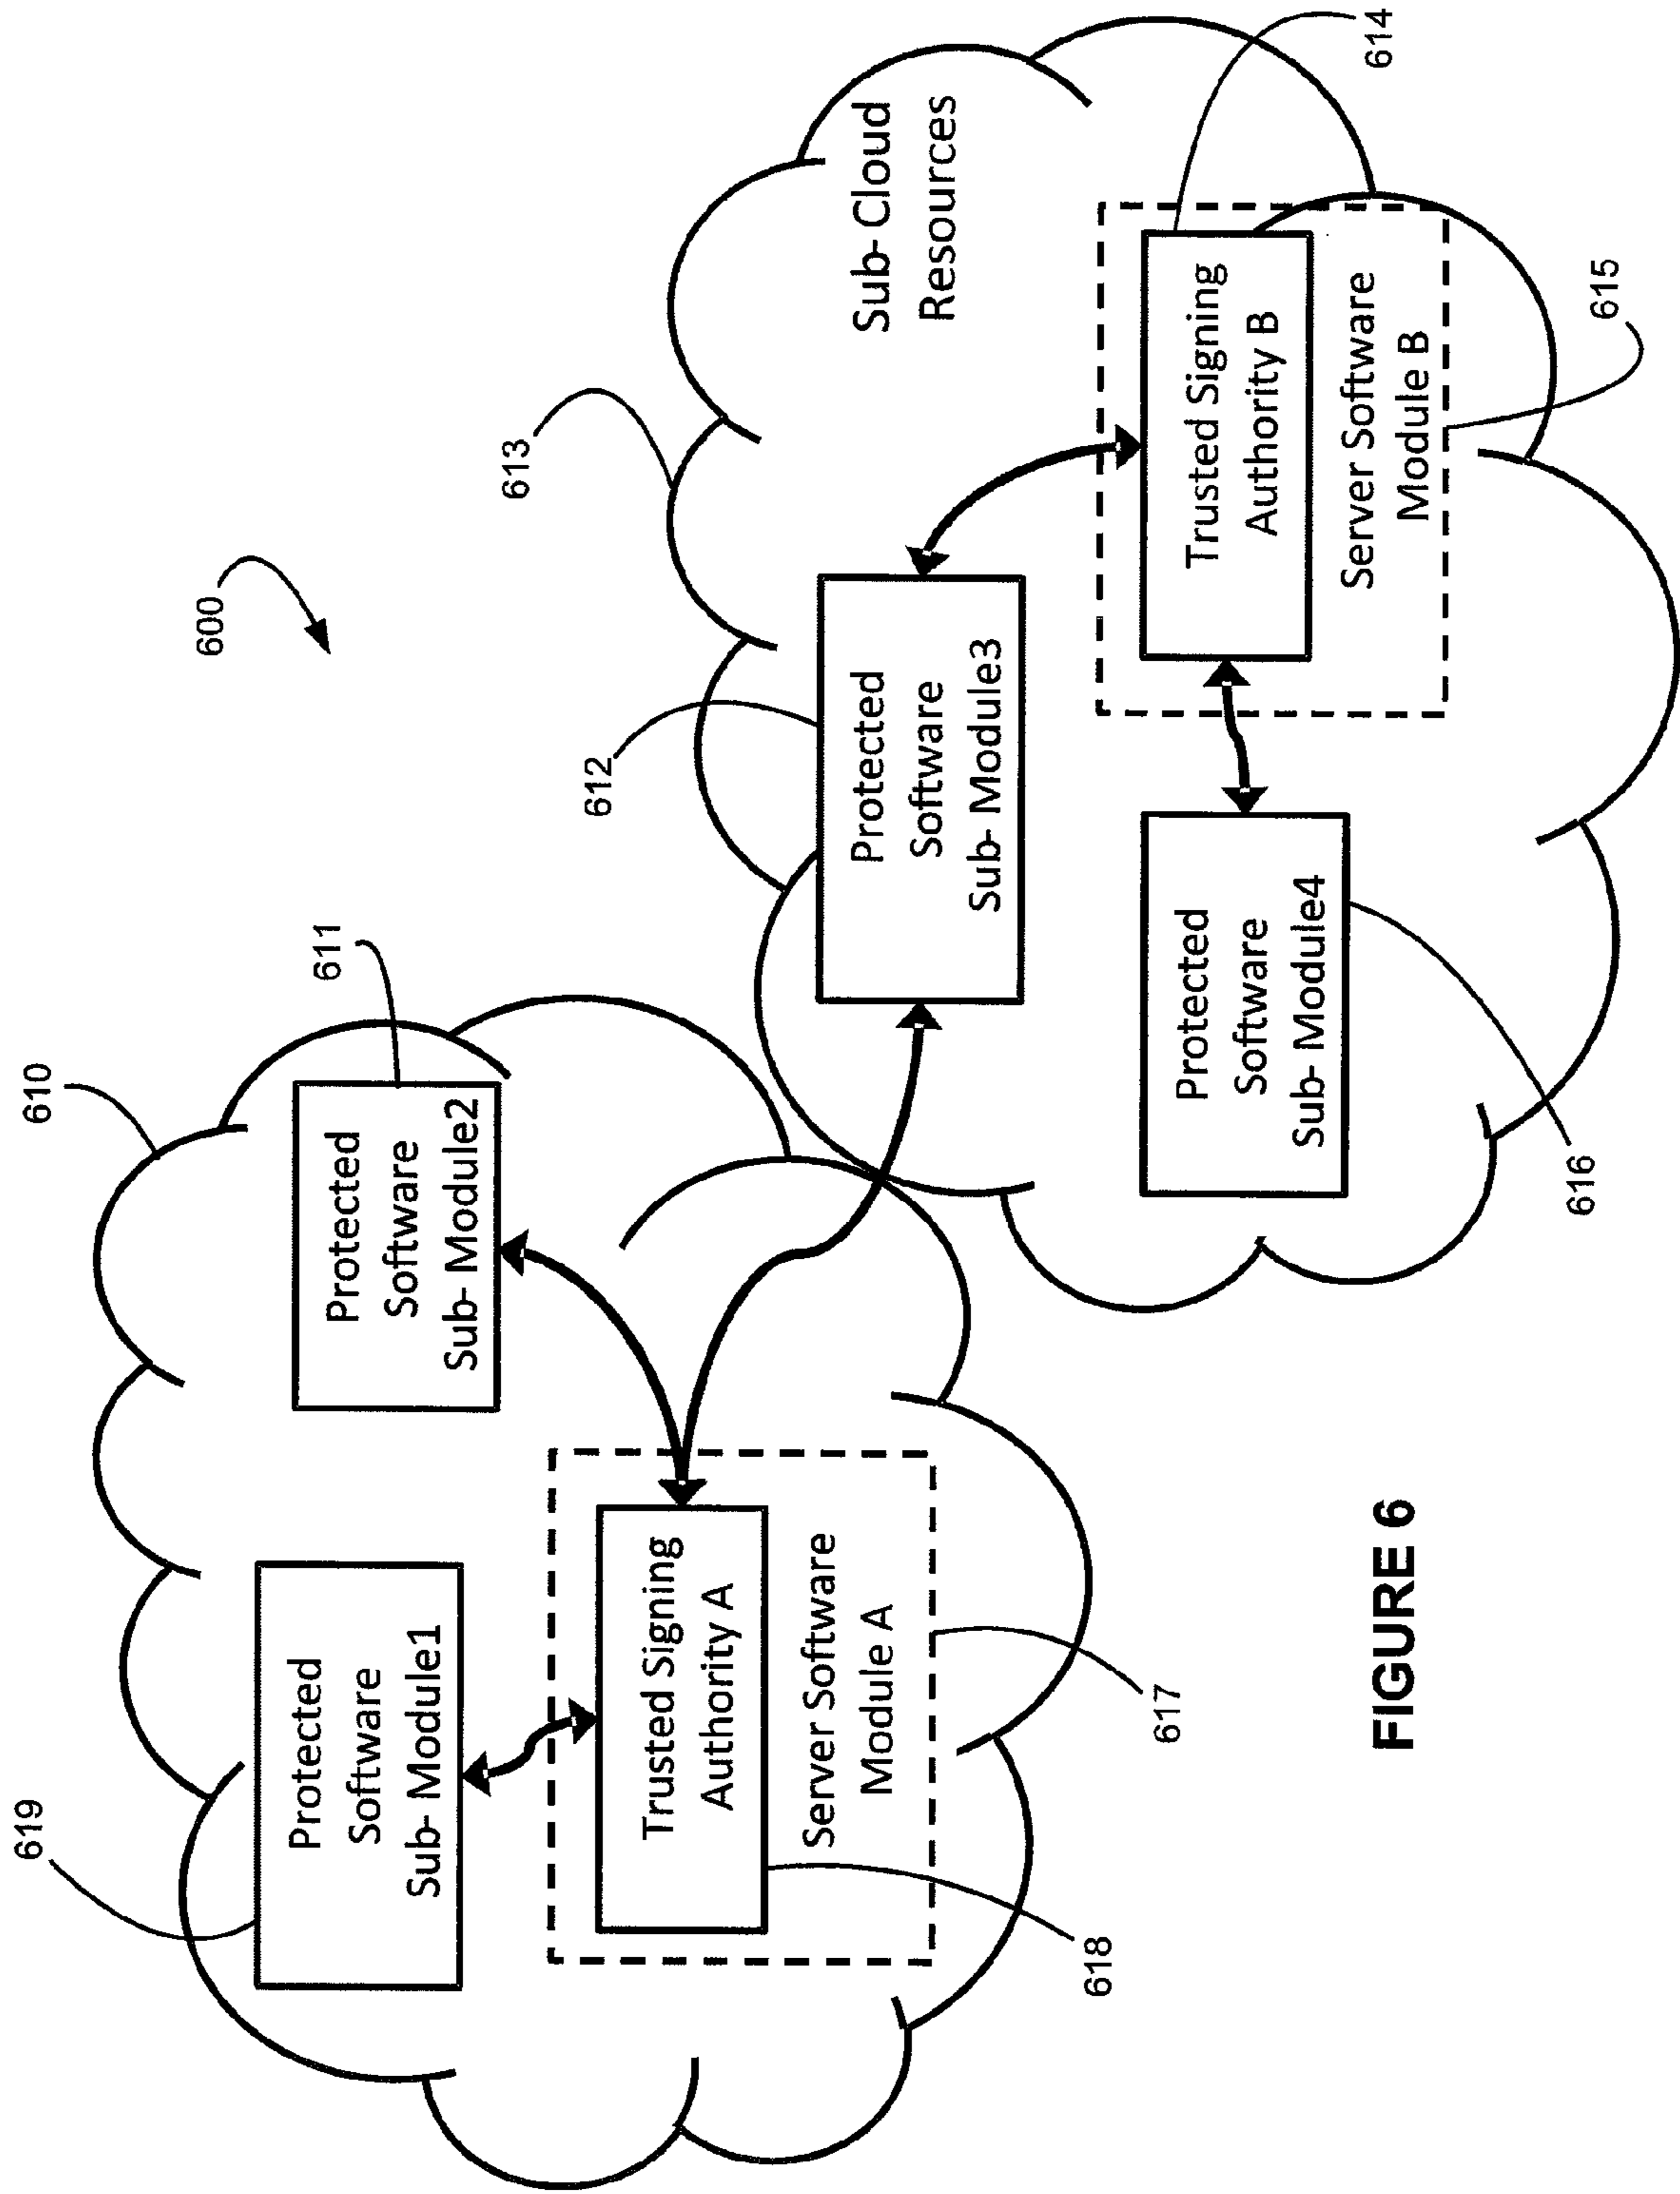 600
610
611
Protected
Software
Sub-Module2
619
Protected
Software
Sub-Module1
Trusted Signing
Authority A
Server Software
Module A
618
617
613
612
Sub-Cloud
Resources
Protected
Software
Sub-Module3
Trusted Signing
Authority B
Server Software
Module B
614
615
Protected
Software
Sub-Module4
616
FIGURE 6